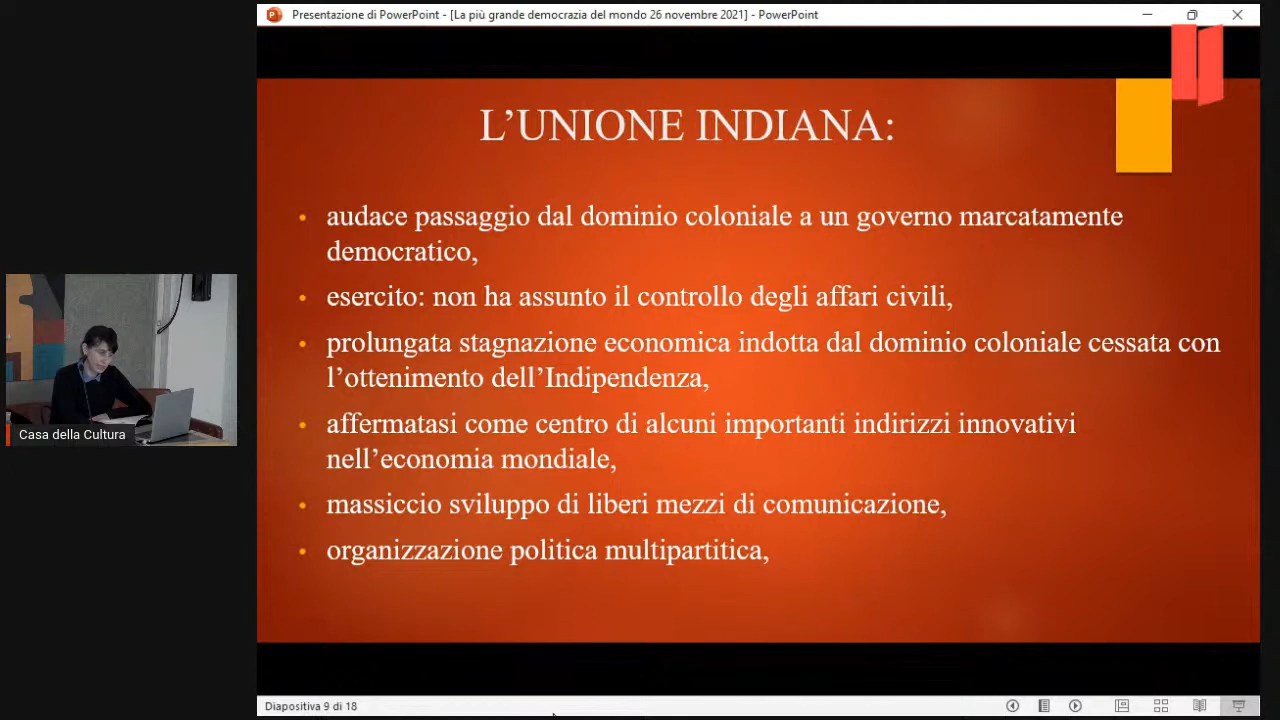 Presentazione di PowerPoint - [La più grande democrazia del mondo 26 novembre 2021] - PowerPoint
L'UNIONE INDIANA:
• audace passaggio dal dominio coloniale a un governo marcatamente
democratico,
• esercito: non ha assunto il controllo degli affari civili,
• prolungata stagnazione economica indotta dal dominio coloniale cessata con
l'ottenimento dell'Indipendenza,
• affermatasi come centro di alcuni importanti indirizzi innovativi
nell'economia mondiale,
• massiccio sviluppo di liberi mezzi di comunicazione,
• organizzazione politica multipartitica,
Casa della Cultura
Diapositiva 9 di 18